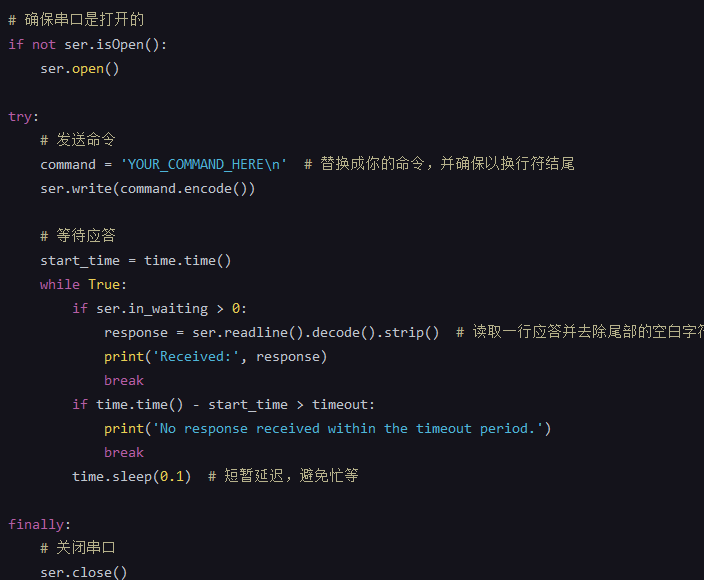 # 确保串口是打开的
if not ser.isOpen():
    ser.open()

try:
    # 发送命令
    command = 'YOUR_COMMAND_HERE\n'  # 替换成你的命令，并确保以换行符结尾
    ser.write(command.encode())

    # 等待应答
    start_time = time.time()
    while True:
        if ser.in_waiting > 0:
            response = ser.readline().decode().strip()  # 读取一行应答并去除尾部的空白字符
            print('Received:', response)
            break
        if time.time() - start_time > timeout:
            print('No response received within the timeout period.')
            break
        time.sleep(0.1)  # 短暂延迟，避免忙等

finally:
    # 关闭串口
    ser.close()